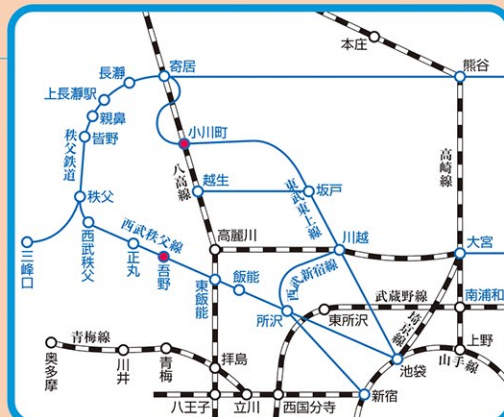 本庄
長瀞
寄居
熊谷
上長瀞駅
親鼻
皆野
秩父鉄道
小川町
八高線
高崎線
越生
坂戸
東武東上線
秩父
西武秩父線
西武秩父
正丸
吾野
三峰口
高麗川
川越
大宮
西武新宿線
飯能
東飯能
武蔵野線
南浦和
所沢
東所沢
埼京線
青梅線
上野
山手線
奥多摩
川井
青梅
拝島
池袋
八王子
立川
西国分寺
新宿